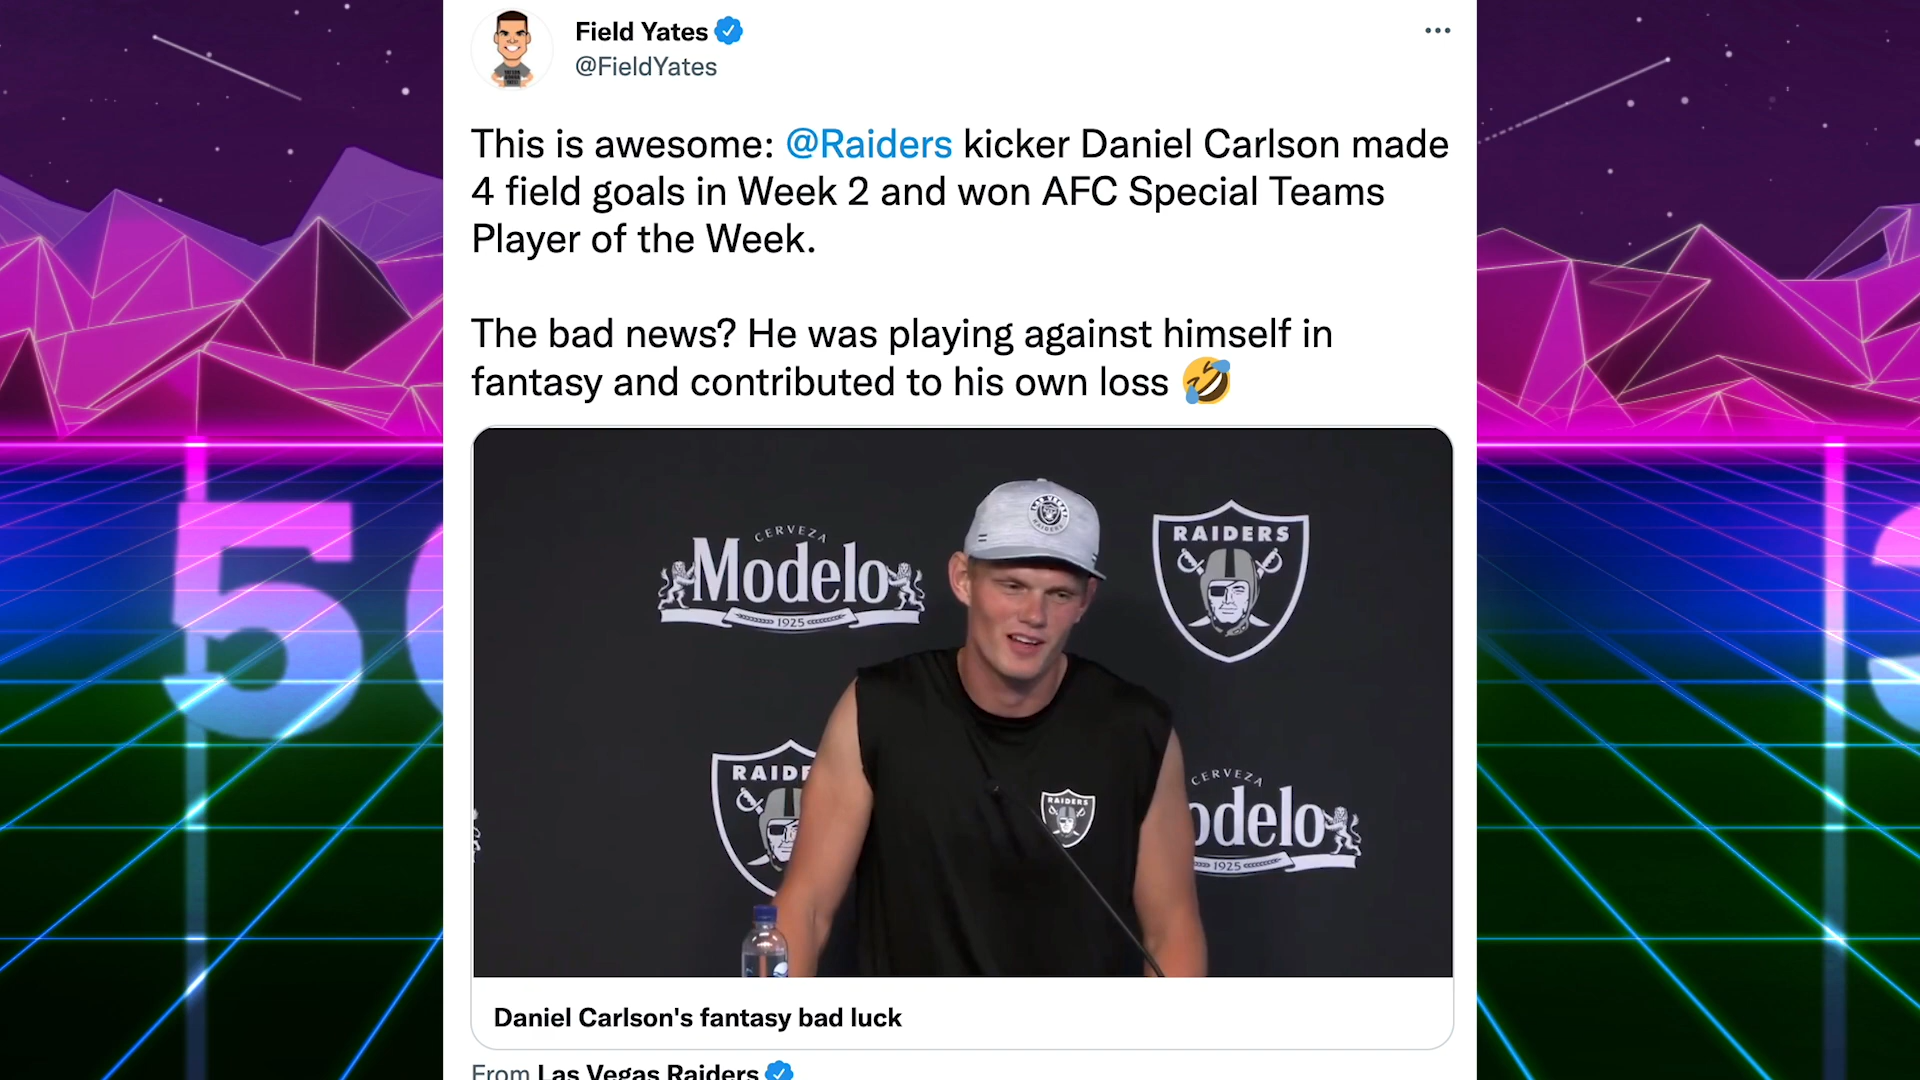 Field Yates
@FieldYates
This is awesome: @Raiders kicker Daniel Carlson made
4 field goals in Week 2 and won AFC Special Teams
Player of the Week.
The bad news? He was playing against himself in
fantasy and contributed to his own loss 🤣
CERVEZA
Modelo
1925
RAIDERS
RAIDERS
CERVEZA
odelo
1925
RAIDE
Daniel Carlson's fantasy bad luck
From Las Vegas Raiders
50